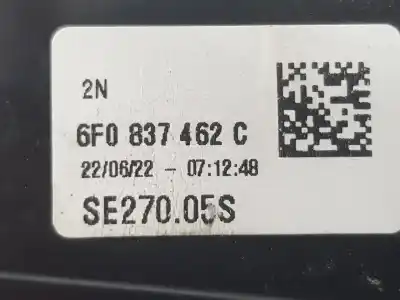 2N
6F0 837 462 C
22/06/22 - 07:12:48
SE270.05S